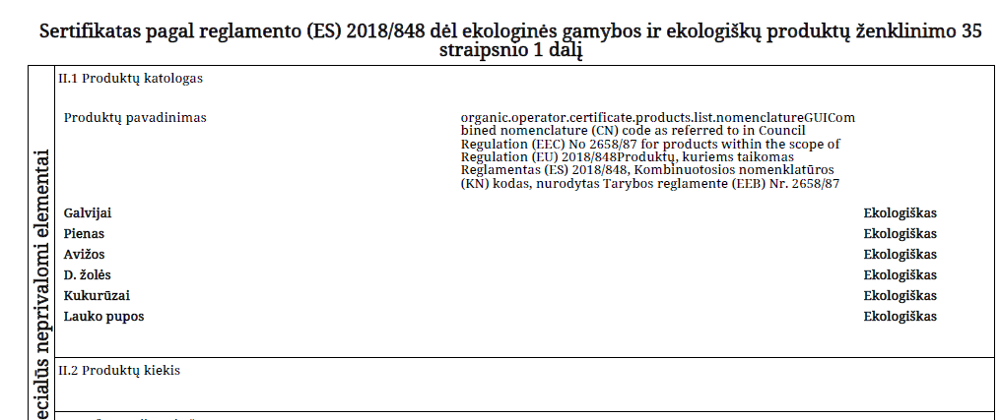 Sertifikatas pagal reglamento (ES) 2018/848 dėl ekologinės gamybos ir ekologiškų produktų ženklinimo 35
straipsnio 1 dalį
ecialūs neprivalomi elementai
II.1 Produktų katologas
Produktų pavadinimas
organic.operator.certificate.products.list.nomenclatureGUICom
bined nomenclature (CN) code as referred to in Council
Regulation (EEC) No 2658/87 for products within the scope of
Regulation (EU) 2018/848Produktų, kuriems taikomas
Reglamentas (ES) 2018/848, Kombinuotosios nomenklatūros
(KN) kodas, nurodytas Tarybos reglamente (EEB) Nr. 2658/87
Galvijai Ekologiškas
Pienas Ekologiškas
Avižos Ekologiškas
D. žolės Ekologiškas
Kukurūzai Ekologiškas
Lauko pupos Ekologiškas
II.2 Produktų kiekis